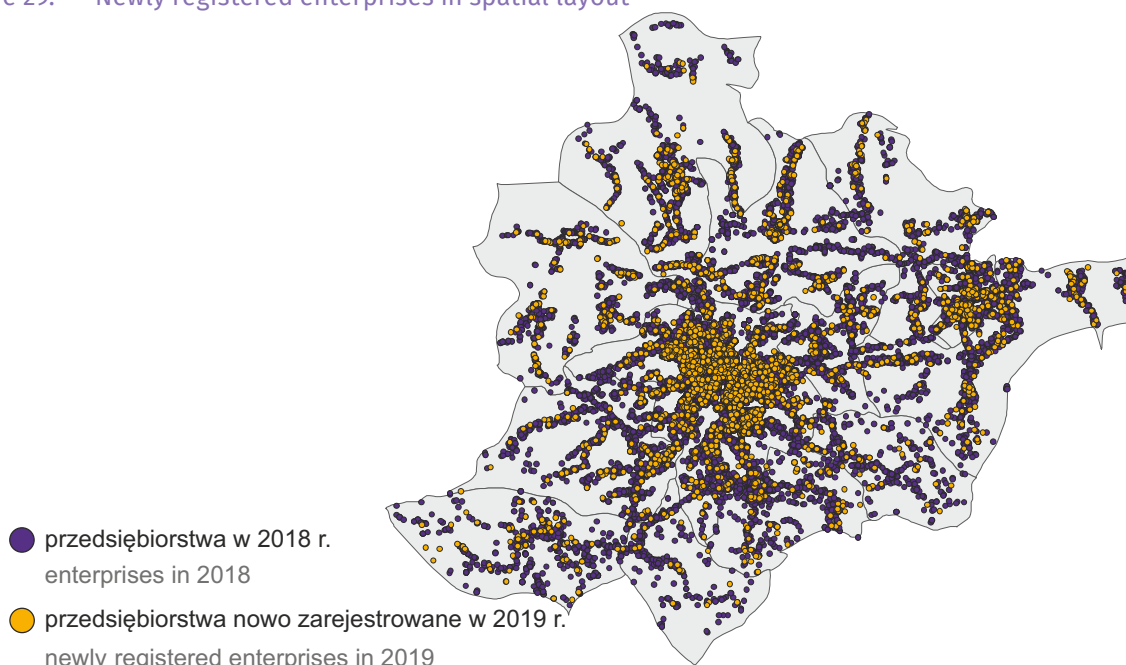 29. Newly registered enterprises in spatial layout
przedsiębiorstwa w 2018 r.
enterprises in 2018
przedsiębiorstwa nowo zarejestrowane w 2019 r.
newly registered enterprises in 2019